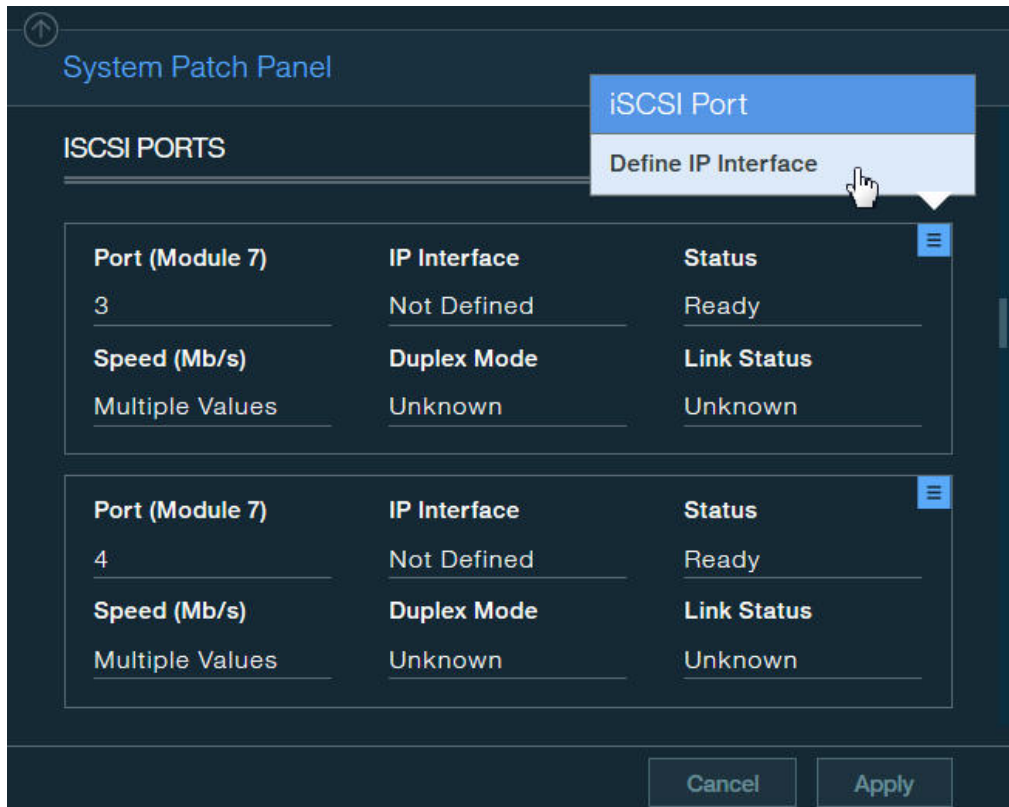 System Patch Panel
iSCSI Port
Define IP Interface
ISCSI PORTS
Port (Module 7) IP Interface Status
3 Not Defined Ready
Speed (Mb/s) Duplex Mode Link Status
Multiple Values Unknown Unknown
Port (Module 7) IP Interface Status
4 Not Defined Ready
Speed (Mb/s) Duplex Mode Link Status
Multiple Values Unknown Unknown
Cancel Apply